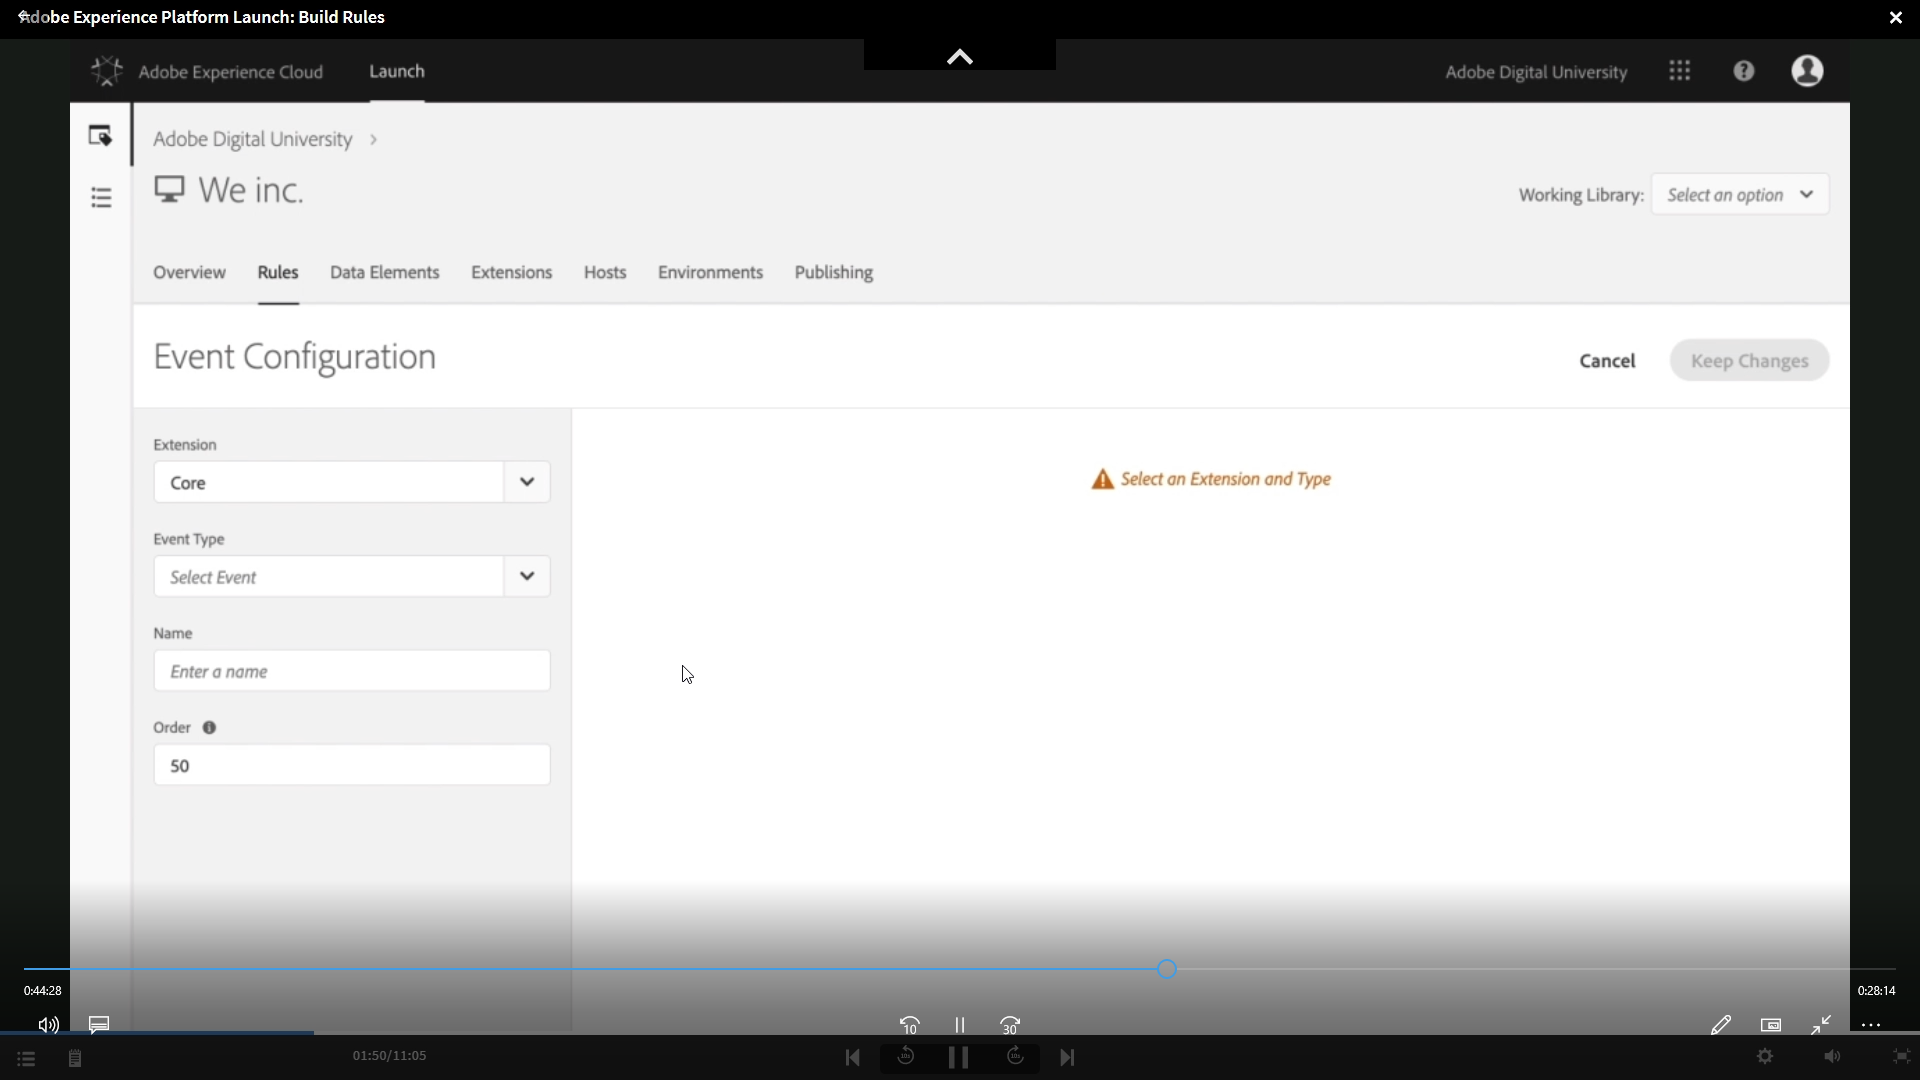 Adobe Experience Platform Launch: Build Rules
Adobe Experience Cloud Launch Adobe Digital University
Adobe Digital University
We inc.
Working Library: Select an option
Overview Rules Data Elements Extensions Hosts Environments Publishing
Event Configuration
Cancel Keep Changes
Extension
Core
Select an Extension and Type
Event Type
Select Event
Name
Enter a name
Order
50
0:44:28 0:28:14
10 30
01:50/11:05
10s 10s